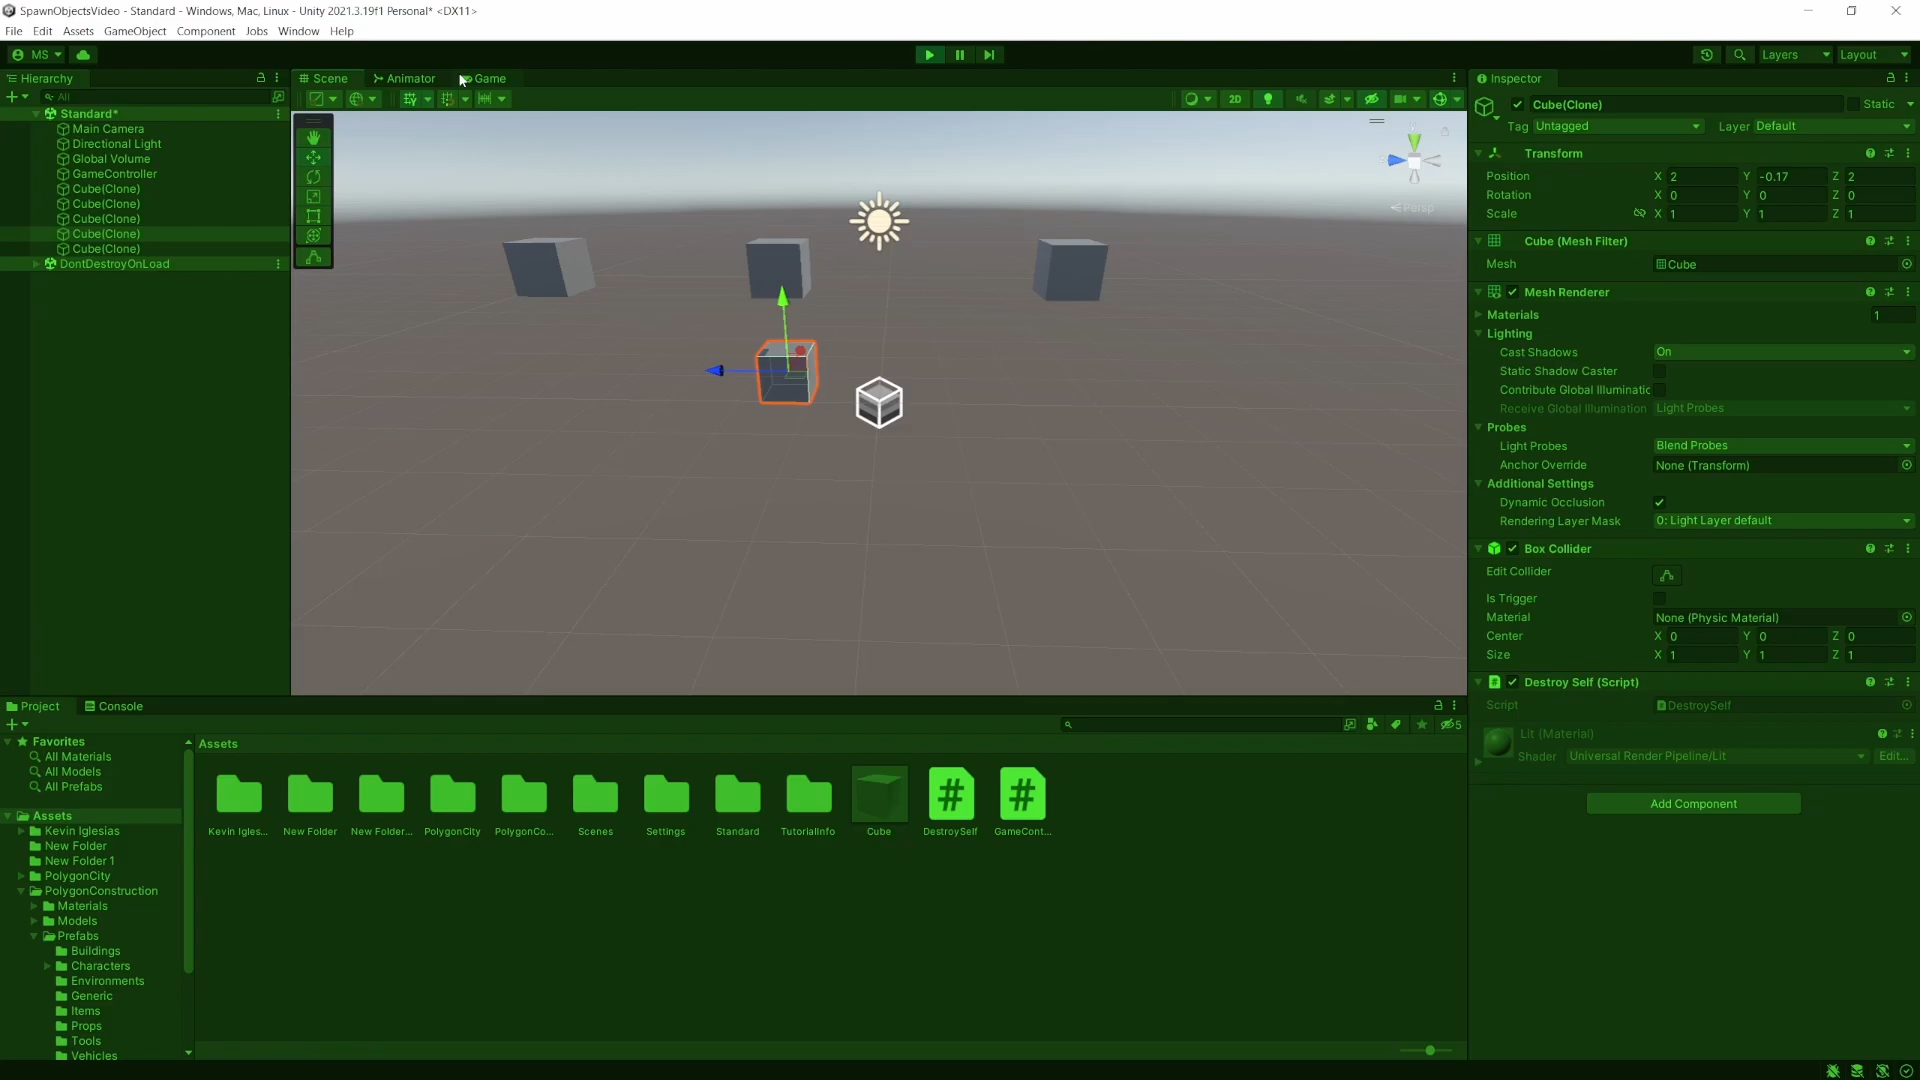 SpawnObjectsVideo - Standard - Windows, Mac, Linux - Unity 2021.3.19f1 Personal* <DX11>
File Edit Assets GameObject Component Jobs Window Help
MS
Layers
Layout
Hierarchy
All
Standard*
Main Camera
Directional Light
Global Volume
GameController
Cube(Clone)
Cube(Clone)
Cube(Clone)
Cube(Clone)
Cube(Clone)
DontDestroyOnLoad
Scene
Animator
Game
2D
Persp
Inspector
Cube(Clone)
Static
Tag Untagged
Layer Default
Transform
Position X 2 Y -0.17 Z 2
Rotation X 0 Y 0 Z 0
Scale X 1 Y 1 Z 1
Cube (Mesh Filter)
Mesh Cube
Mesh Renderer
Materials 1
Lighting
Cast Shadows On
Static Shadow Caster
Contribute Global Illuminatic
Receive Global Illumination Light Probes
Probes
Light Probes Blend Probes
Anchor Override None (Transform)
Additional Settings
Dynamic Occlusion
Rendering Layer Mask 0: Light Layer default
Box Collider
Edit Collider
Is Trigger
Material None (Physic Material)
Center X 0 Y 0 Z 0
Size X 1 Y 1 Z 1
Destroy Self (Script)
Script DestroySelf
Lit (Material)
Shader Universal Render Pipeline/Lit Edit...
Add Component
Project
Console
5
Favorites
All Materials
All Models
All Prefabs
Assets
Kevin Iglesias
New Folder
New Folder 1
PolygonCity
PolygonConstruction
Materials
Models
Prefabs
Buildings
Characters
Environments
Generic
Items
Props
Tools
Vehicles
Assets
Kevin Igles...
New Folder
New Folder...
PolygonCity
PolygonCo...
Scenes
Settings
Standard
TutorialInfo
Cube
DestroySelf
GameCont...